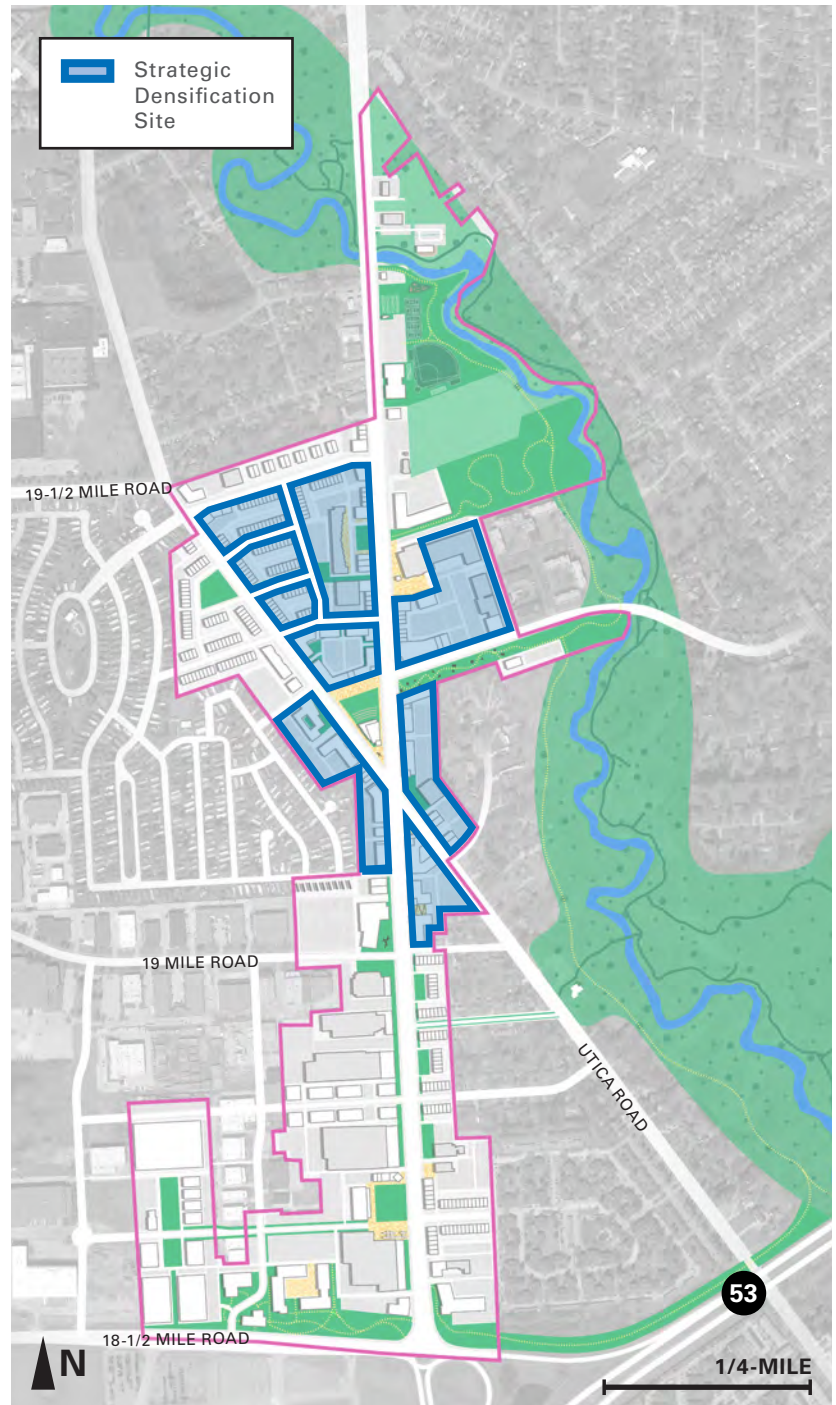 Strategic
Densification
Site
19-1/2 MILE ROAD
19 MILE ROAD
UTICA ROAD
53
18-1/2 MILE ROAD
N
1/4-MILE